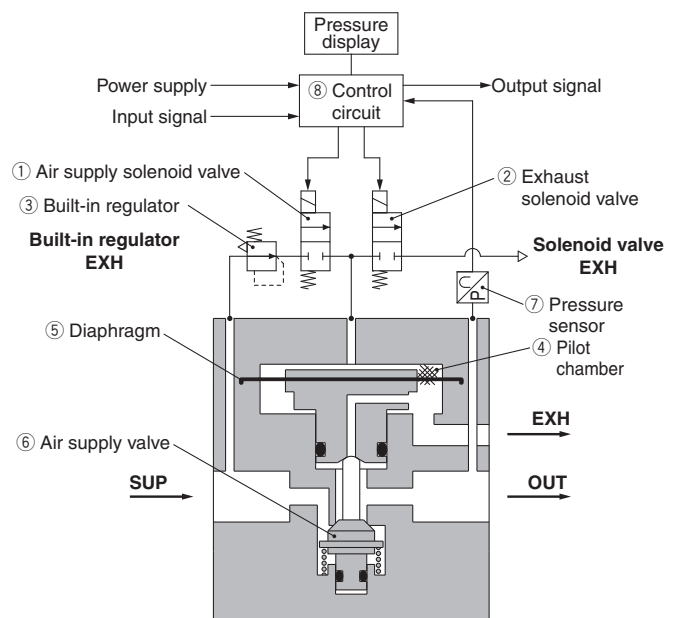 Pressure
display
Power supply
Input signal
⑧ Control
circuit
Output signal
① Air supply solenoid valve
③ Built-in regulator
Built-in regulator
EXH
② Exhaust
solenoid valve
Solenoid valve
EXH
P
⑦ Pressure
sensor
④ Pilot
chamber
⑤ Diaphragm
⑥ Air supply valve
EXH
SUP
OUT